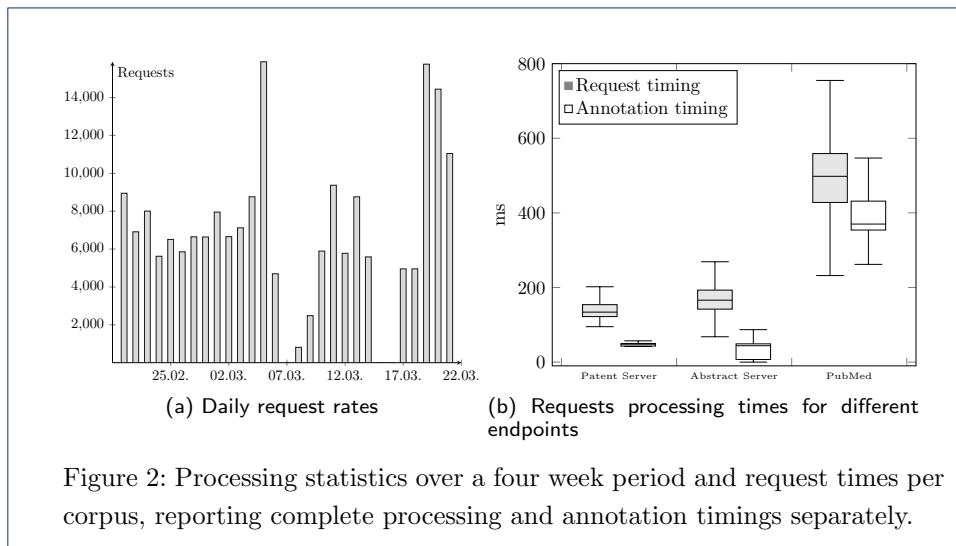 Requests
14,000
12,000
10,000
8,000
6,000
4,000
2,000
25.02. 02.03. 07.03. 12.03. 17.03. 22.03.
(a) Daily request rates
800
600
400
200
0
ms
Request timing
Annotation timing
Patent Server Abstract Server PubMed
(b) Requests processing times for different
endpoints
Figure 2: Processing statistics over a four week period and request times per
corpus, reporting complete processing and annotation timings separately.